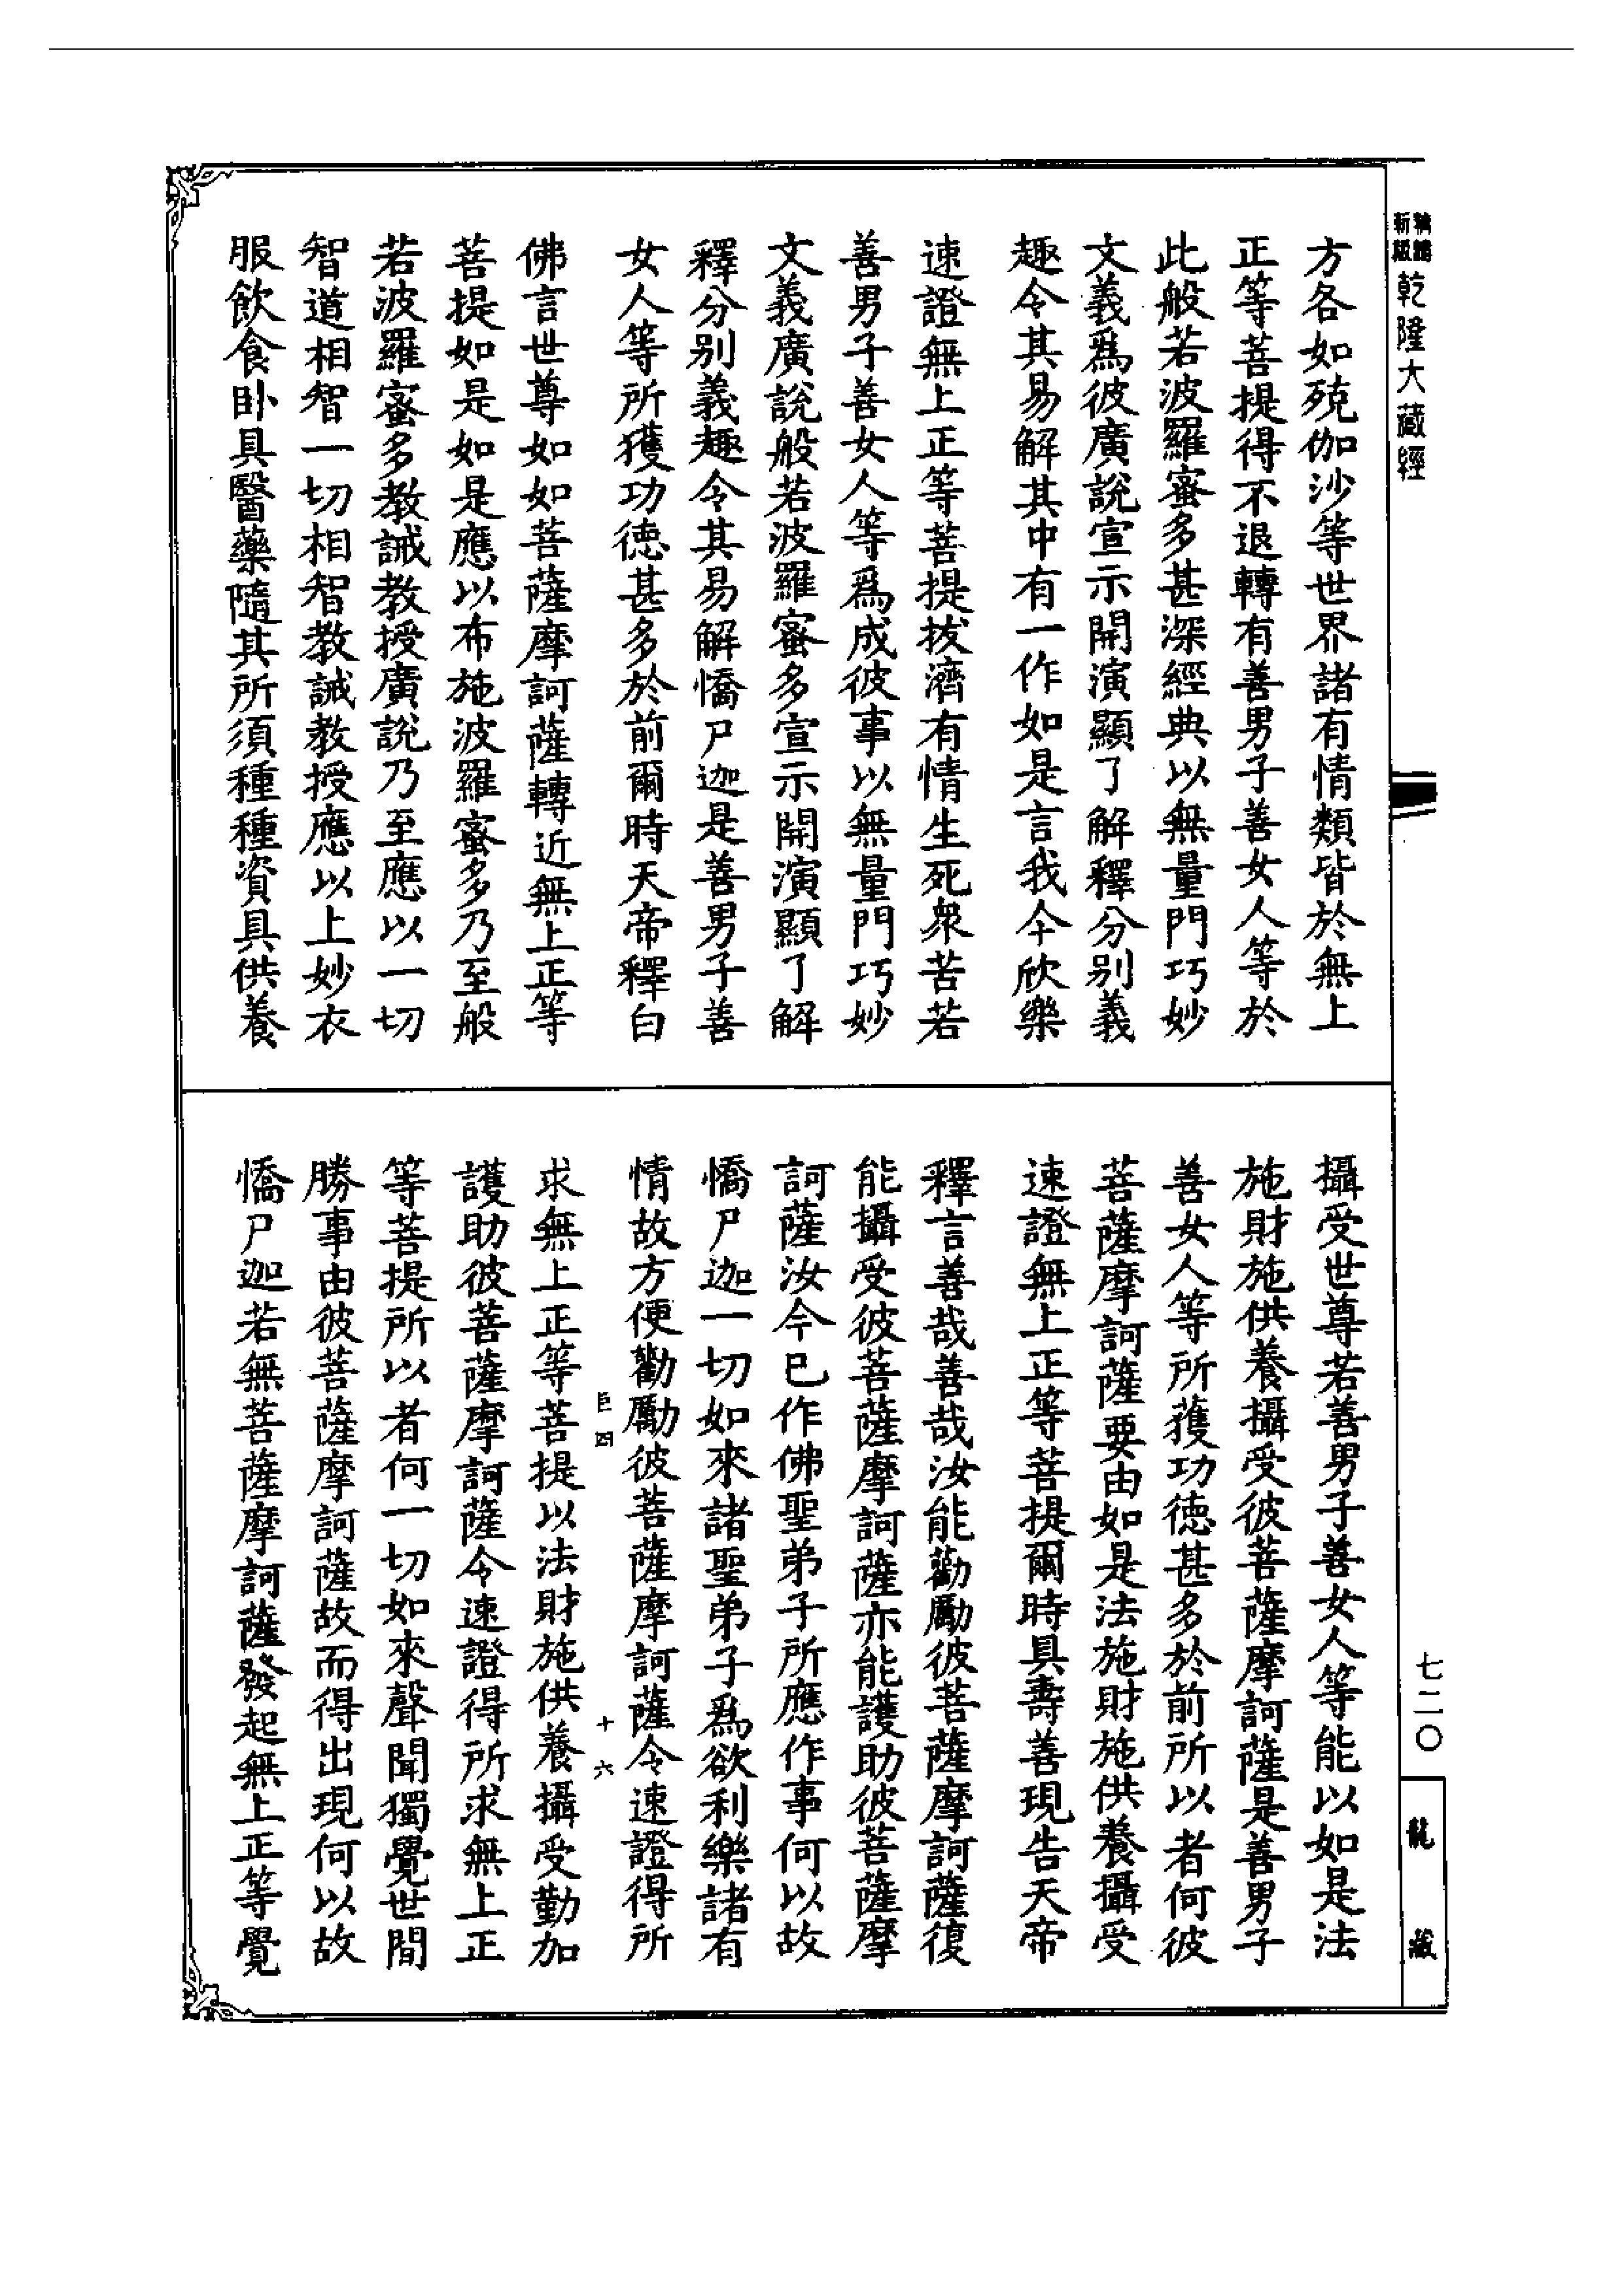 新版
乾隆大藏經
方各如殑伽沙等世界諸有情類皆於無上
正等菩提得不退轉有善男子善女人等於
此般若波羅蜜多甚深經典以無量門巧妙
文義爲彼廣說宣示開演顯了解釋分别義
趣令其易解其中有一作如是言我今欣樂
速證無上正等菩提拔濟有情生死衆苦若
善男子善女人等爲成彼事以無量門巧妙
文義廣說般若波羅蜜多宣示開演顯了解
釋分别義趣令其易解憍尸迦是善男子善
女人等所獲功德甚多於前爾時天帝釋白
佛言世尊如如菩薩摩訶薩轉近無上正等
菩提如是如是應以布施波羅蜜多乃至般
若波羅蜜多教誡教授廣說乃至應以一切
智道相智一切相智教誡教授應以上妙衣
服飲食卧具醫藥隨其所須種種資具供養
攝受世尊若善男子善女人等能以如是法
施財施供養攝受彼菩薩摩訶薩是善男子
善女人等所獲功德甚多於前所以者何彼
菩薩摩訶薩要由如是法施財施供養攝受
速證無上正等菩提爾時具壽善現告天帝
釋言善哉善哉汝能勸勵彼菩薩摩訶薩復
能攝受彼菩薩摩訶薩亦能護助彼菩薩摩
訶薩汝今已作佛聖弟子所應作事何以故
憍尸迦一切如來諸聖弟子爲欲利樂諸有
情故方便勸勵彼菩薩摩訶薩令速證得所
巨四 十六
求無上正等菩提以法財施供養攝受勤加
護助彼菩薩摩訶薩令速證得所求無上正
等菩提所以者何一切如來聲聞獨覺世間
勝事由彼菩薩摩訶薩故而得出現何以故
憍尸迦若無菩薩摩訶薩發起無上正等覺
七二〇
龍藏